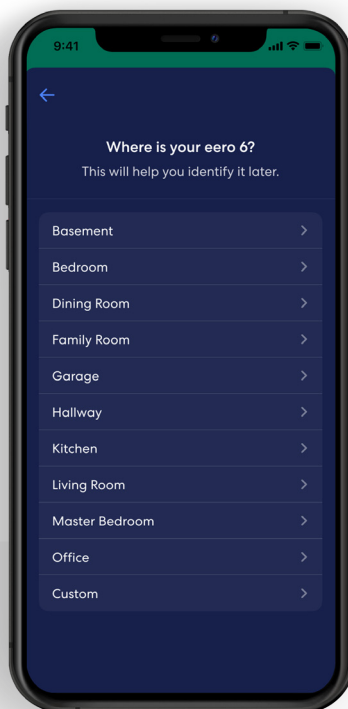 9:41
Where is your eero 6?
This will help you identify it later.
Basement
Bedroom
Dining Room
Family Room
Garage
Hallway
Kitchen
Living Room
Master Bedroom
Office
Custom